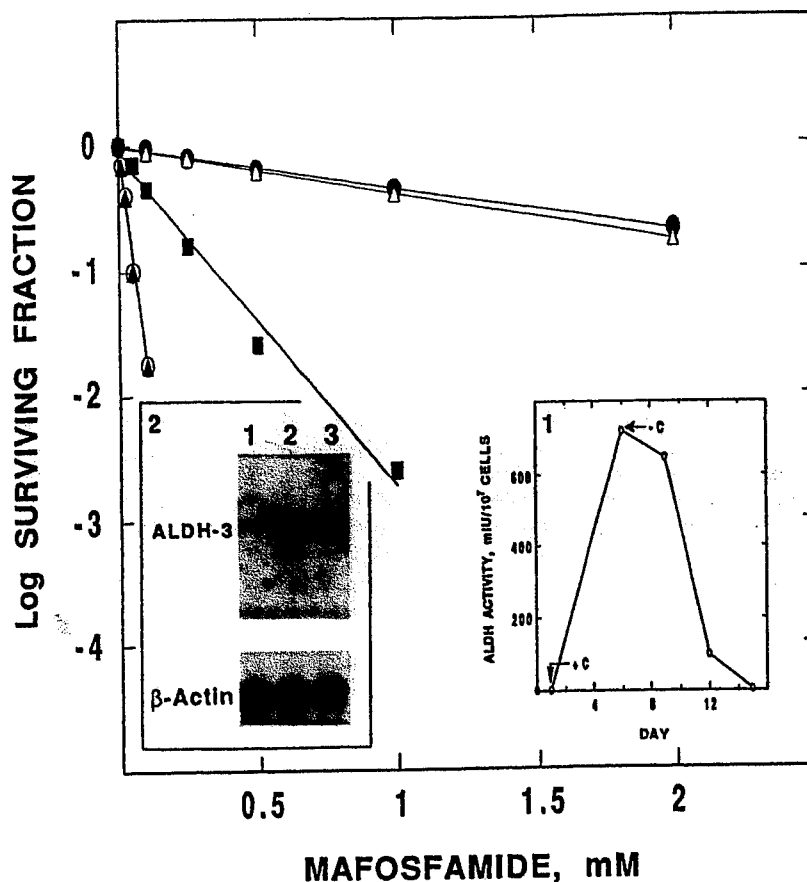 Log SURVIVING FRACTION
0
-1
-2
-3
-4
0.5
1
1.5
2
MAFOSFAMIDE, mM
2
1 2 3
ALDH-3
β-Actin
1
ALDH ACTIVITY, mIU/10⁷ CELLS
600
400
200
+C
-C
4
8
12
DAY